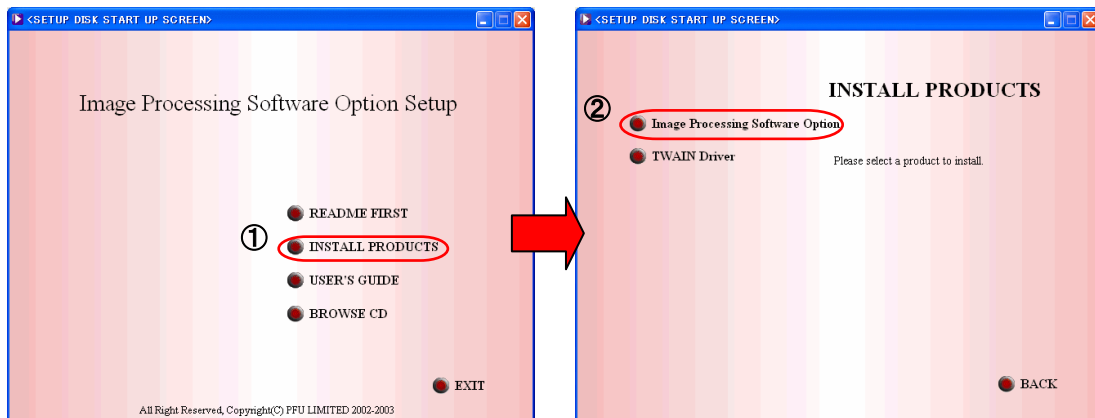 <SETUP DISK START UP SCREEN>
Image Processing Software Option Setup
①
README FIRST
INSTALL PRODUCTS
USER'S GUIDE
BROWSE CD
EXIT
All Right Reserved, Copyright(C) PFU LIMITED 2002-2003
<SETUP DISK START UP SCREEN>
INSTALL PRODUCTS
②
Image Processing Software Option
TWAIN Driver
Please select a product to install.
BACK